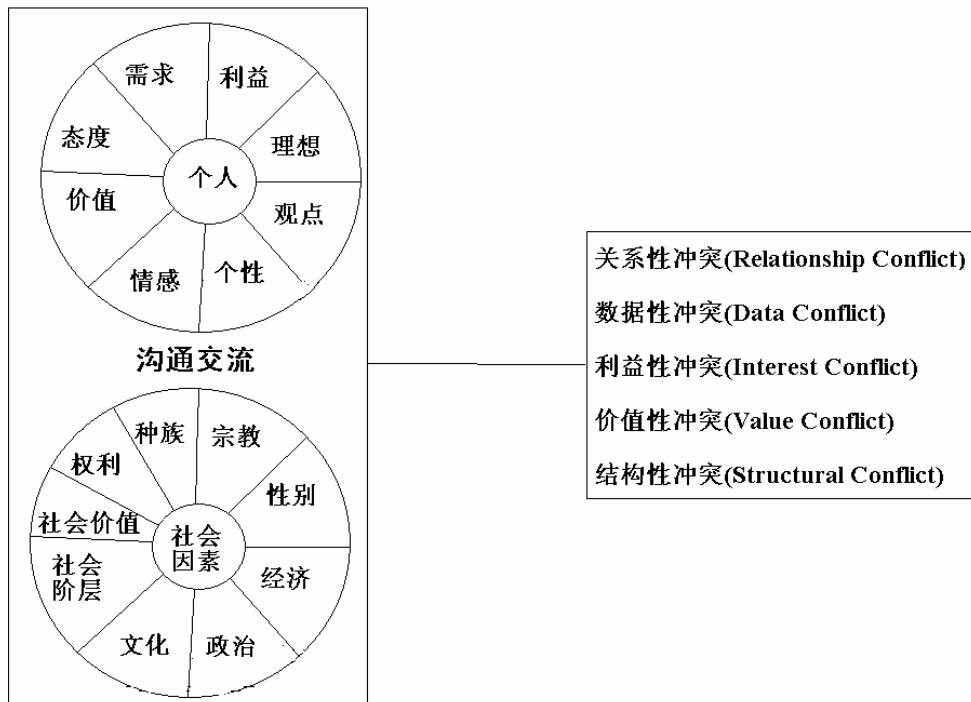 需求
利益
态度
理想
个人
价值
观点
情感
个性
沟通交流
种族
宗教
权利
性别
社会价值
社会
因素
社会
阶层
经济
文化
政治
关系性冲突(Relationship Conflict)
数据性冲突(Data Conflict)
利益性冲突(Interest Conflict)
价值性冲突(Value Conflict)
结构性冲突(Structural Conflict)